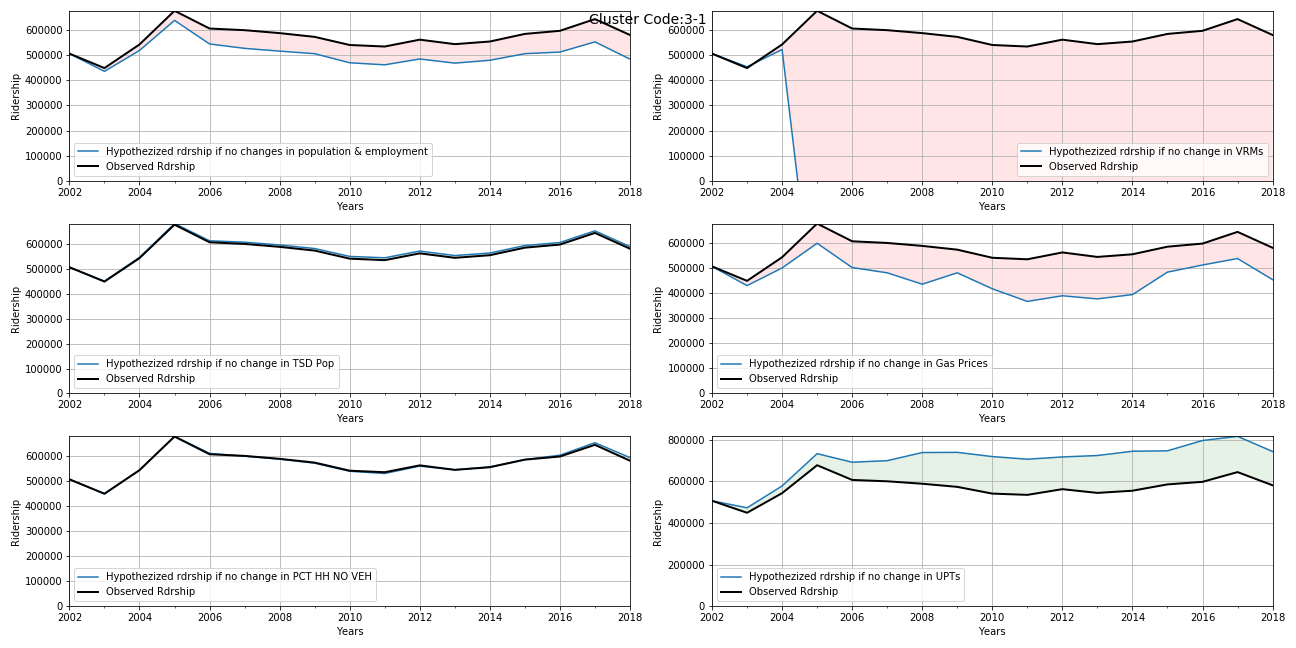 Cluster Code:3-1
600000
500000
400000
300000
200000
100000
0
Ridership
Hypothezized rdrship if no changes in population & employment
Observed Rdrship
2002 2004 2006 2008 2010 2012 2014 2016 2018
Years
600000
500000
400000
300000
200000
100000
0
Ridership
Hypothezized rdrship if no change in VRMs
Observed Rdrship
2002 2004 2006 2008 2010 2012 2014 2016 2018
Years
600000
500000
400000
300000
200000
100000
0
Ridership
Hypothezized rdrship if no change in TSD Pop
Observed Rdrship
2002 2004 2006 2008 2010 2012 2014 2016 2018
Years
600000
500000
400000
300000
200000
100000
0
Ridership
Hypothezized rdrship if no change in Gas Prices
Observed Rdrship
2002 2004 2006 2008 2010 2012 2014 2016 2018
Years
600000
500000
400000
300000
200000
100000
0
Ridership
Hypothezized rdrship if no change in PCT HH NO VEH
Observed Rdrship
2002 2004 2006 2008 2010 2012 2014 2016 2018
Years
800000
600000
400000
200000
0
Ridership
Hypothezized rdrship if no change in UPTs
Observed Rdrship
2002 2004 2006 2008 2010 2012 2014 2016 2018
Years